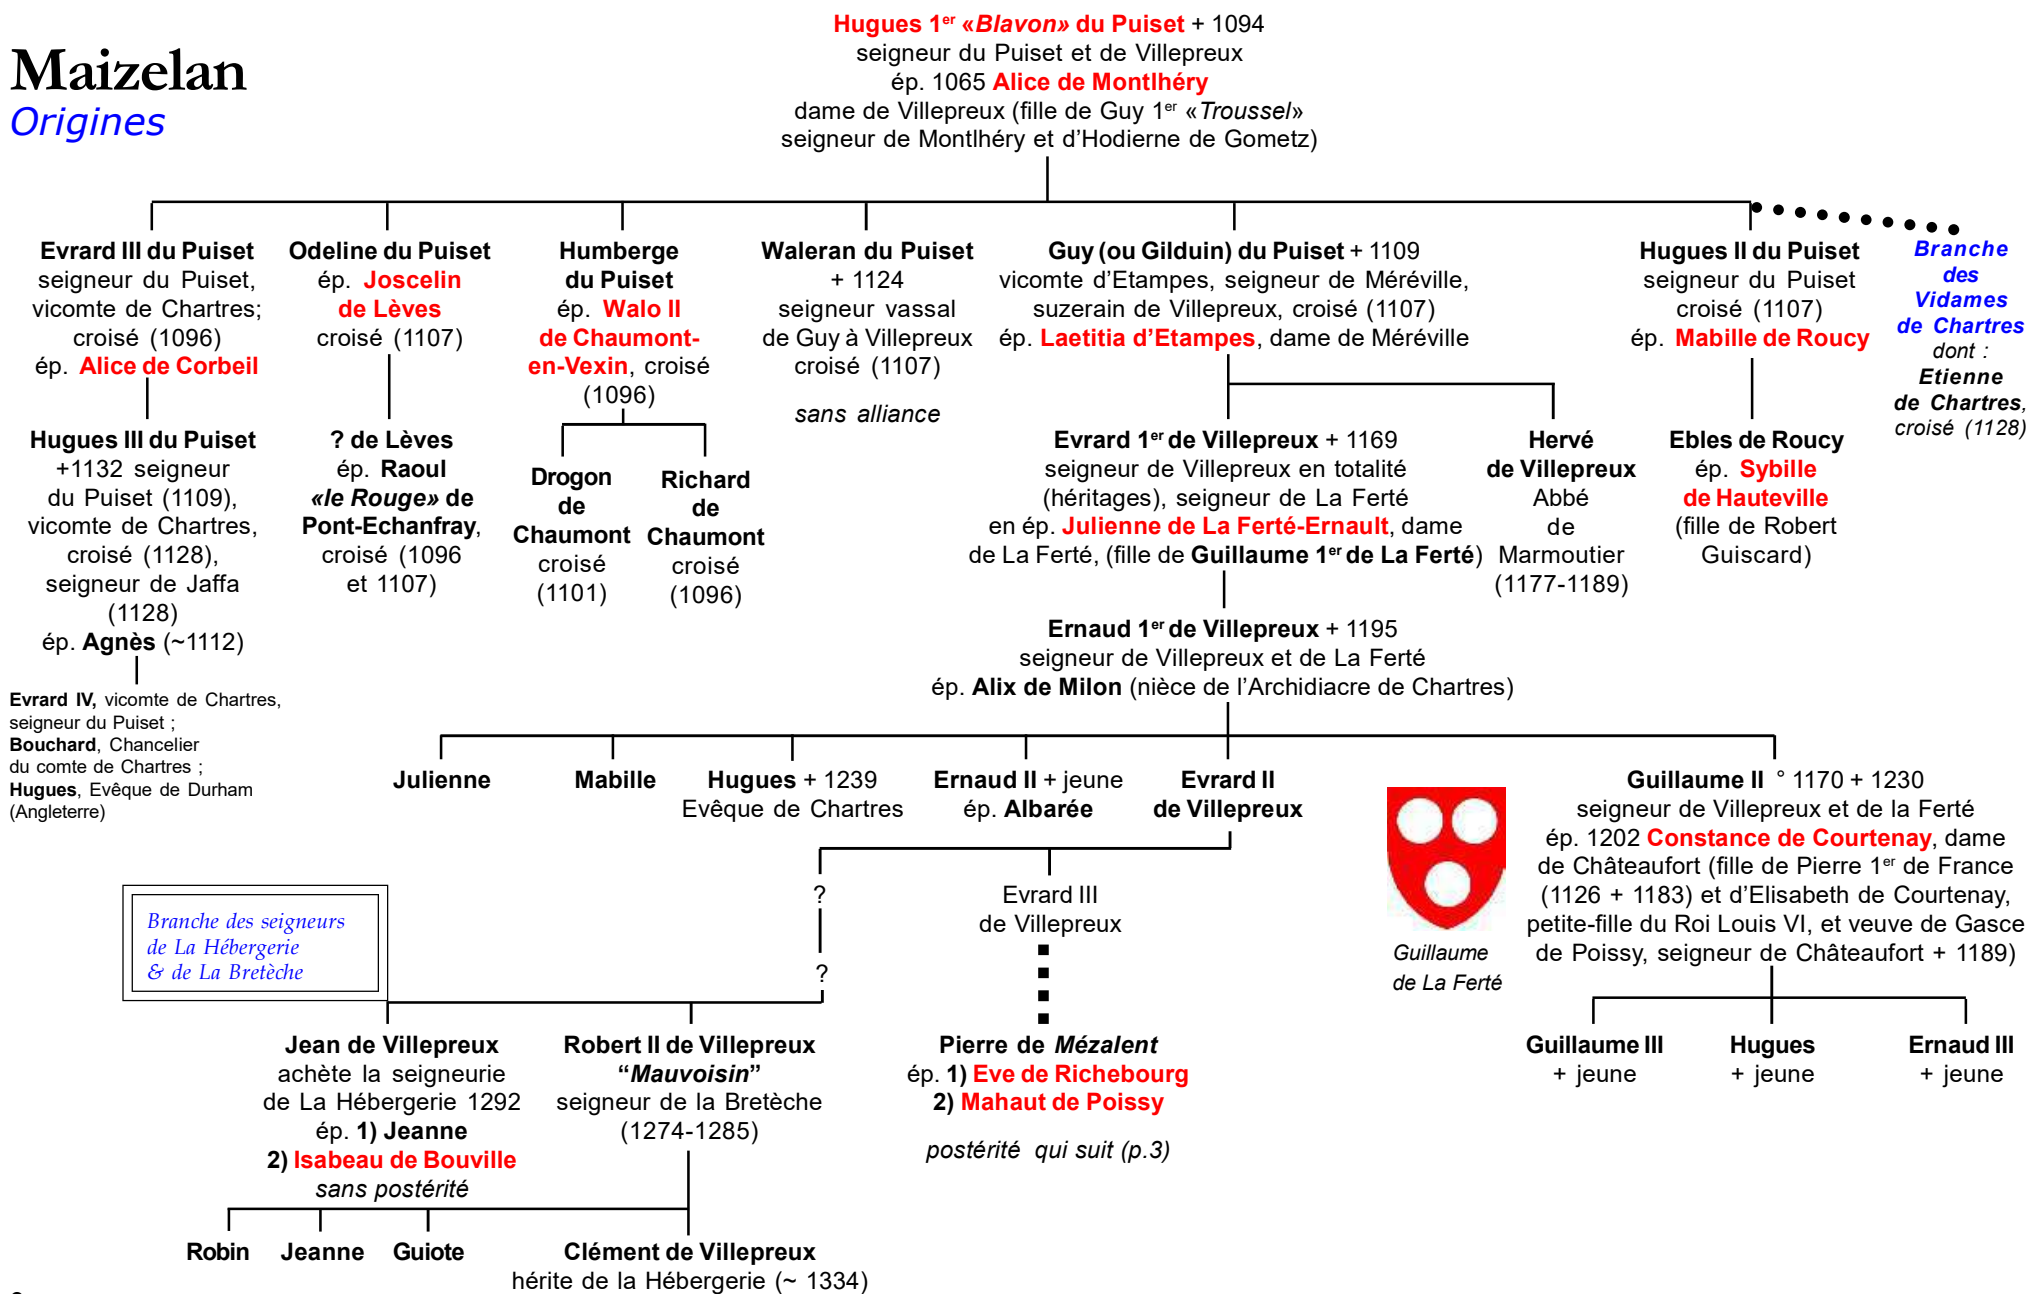 Maizelan
Origines
Hugues 1er «Blavon» du Puiset + 1094
seigneur du Puiset et de Villepreux
ép. 1065 Alice de Montlhéry
dame de Villepreux (fille de Guy 1er «Troussel»
seigneur de Montlhéry et d'Hodierne de Gometz)
Evrard III du Puiset
seigneur du Puiset,
vicomte de Chartres;
croisé (1096)
ép. Alice de Corbeil
Odeline du Puiset
ép. Joscelin
de Lèves
croisé (1107)
Humberge
du Puiset
ép. Walo II
de Chaumont-
en-Vexin, croisé
(1096)
Waleran du Puiset
+ 1124
seigneur vassal
de Guy à Villepreux
croisé (1107)
sans alliance
Guy (ou Gilduin) du Puiset + 1109
vicomte d'Etampes, seigneur de Méréville,
suzerain de Villepreux, croisé (1107)
ép. Laetitia d'Etampes, dame de Méréville
Hugues II du Puiset
seigneur du Puiset
croisé (1107)
ép. Mabille de Roucy
Branche
des
Vidames
de Chartres
dont :
Etienne
de Chartres,
croisé (1128)
Hugues III du Puiset
+1132 seigneur
du Puiset (1109),
vicomte de Chartres,
croisé (1128),
seigneur de Jaffa
(1128)
ép. Agnès (~1112)
? de Lèves
ép. Raoul
«le Rouge» de
Pont-Echanfray,
croisé (1096
et 1107)
Drogon
de
Chaumont
croisé
(1101)
Richard
de
Chaumont
croisé
(1096)
Evrard 1er de Villepreux + 1169
seigneur de Villepreux en totalité
(héritages), seigneur de La Ferté
en ép. Julienne de La Ferté-Ernault, dame
de La Ferté, (fille de Guillaume 1er de La Ferté)
Hervé
de Villepreux
Abbé
de
Marmoutier
(1177-1189)
Ebles de Roucy
ép. Sybille
de Hauteville
(fille de Robert
Guiscard)
Ernaud 1er de Villepreux + 1195
seigneur de Villepreux et de La Ferté
ép. Alix de Milon (nièce de l'Archidiacre de Chartres)
Evrard IV, vicomte de Chartres,
seigneur du Puiset ;
Bouchard, Chancelier
du comte de Chartres ;
Hugues, Evêque de Durham
(Angleterre)
Julienne
Mabille
Hugues + 1239
Evêque de Chartres
Ernaud II + jeune
ép. Albarée
Evrard II
de Villepreux
Guillaume II ° 1170 + 1230
seigneur de Villepreux et de la Ferté
ép. 1202 Constance de Courtenay, dame
de Châteaufort (fille de Pierre 1er de France
(1126 + 1183) et d'Elisabeth de Courtenay,
petite-fille du Roi Louis VI, et veuve de Gasce
de Poissy, seigneur de Châteaufort + 1189)
Guillaume
de La Ferté
?
?
Evrard III
de Villepreux
Branche des seigneurs
de La Hébergerie
& de La Bretèche
Jean de Villepreux
achète la seigneurie
de La Hébergerie 1292
ép. 1) Jeanne
2) Isabeau de Bouville
sans postérité
Robert II de Villepreux
“Mauvoisin”
seigneur de la Bretèche
(1274-1285)
Pierre de Mézalent
ép. 1) Eve de Richebourg
2) Mahaut de Poissy
postérité qui suit (p.3)
Guillaume III
+ jeune
Hugues
+ jeune
Ernaud III
+ jeune
Robin
Jeanne
Guiote
Clément de Villepreux
hérite de la Hébergerie (~ 1334)